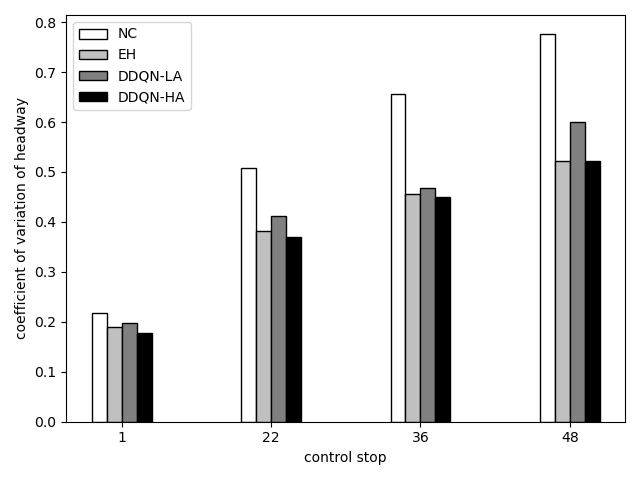 NC
EH
DDQN-LA
DDQN-HA
coefficient of variation of headway
0.8
0.7
0.6
0.5
0.4
0.3
0.2
0.1
0.0
1 22 36 48
control stop